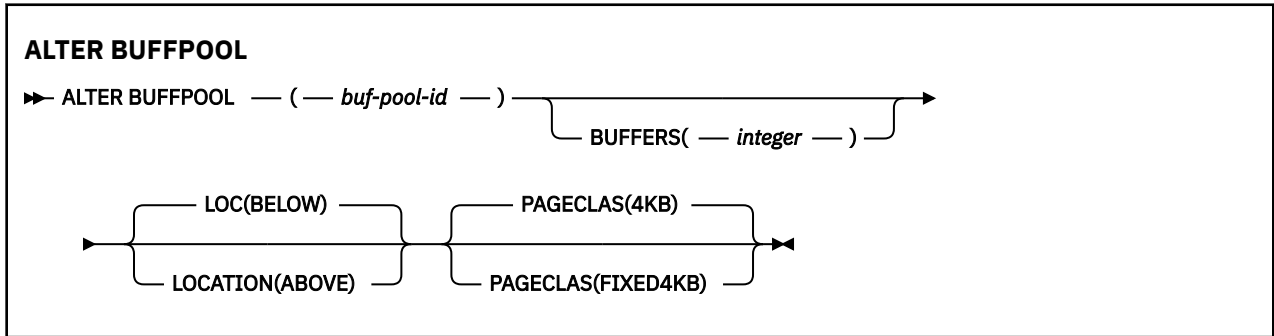 ALTER BUFFPOOL
ALTER BUFFPOOL ( buf-pool-id )
BUFFERS( integer )
LOC(BELOW) PAGECLAS(4KB)
LOCATION(ABOVE) PAGECLAS(FIXED4KB)